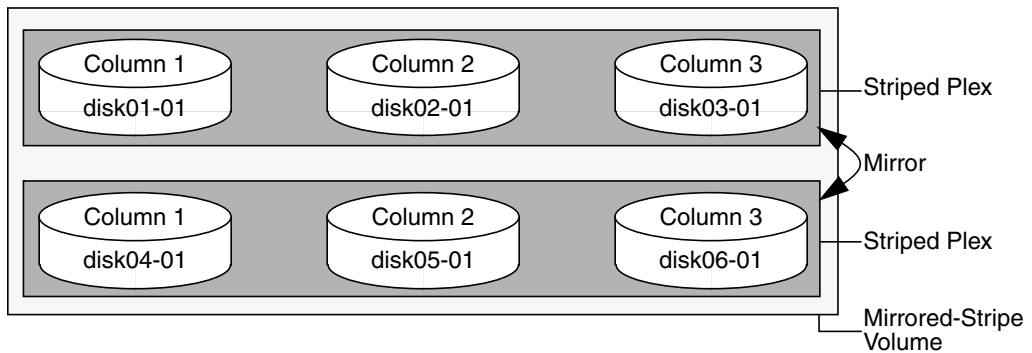 Column 1
Column 2
Column 3
disk01-01
disk02-01
disk03-01
Striped Plex
Mirror
Column 1
Column 2
Column 3
disk04-01
disk05-01
disk06-01
Striped Plex
Mirrored-Stripe
Volume